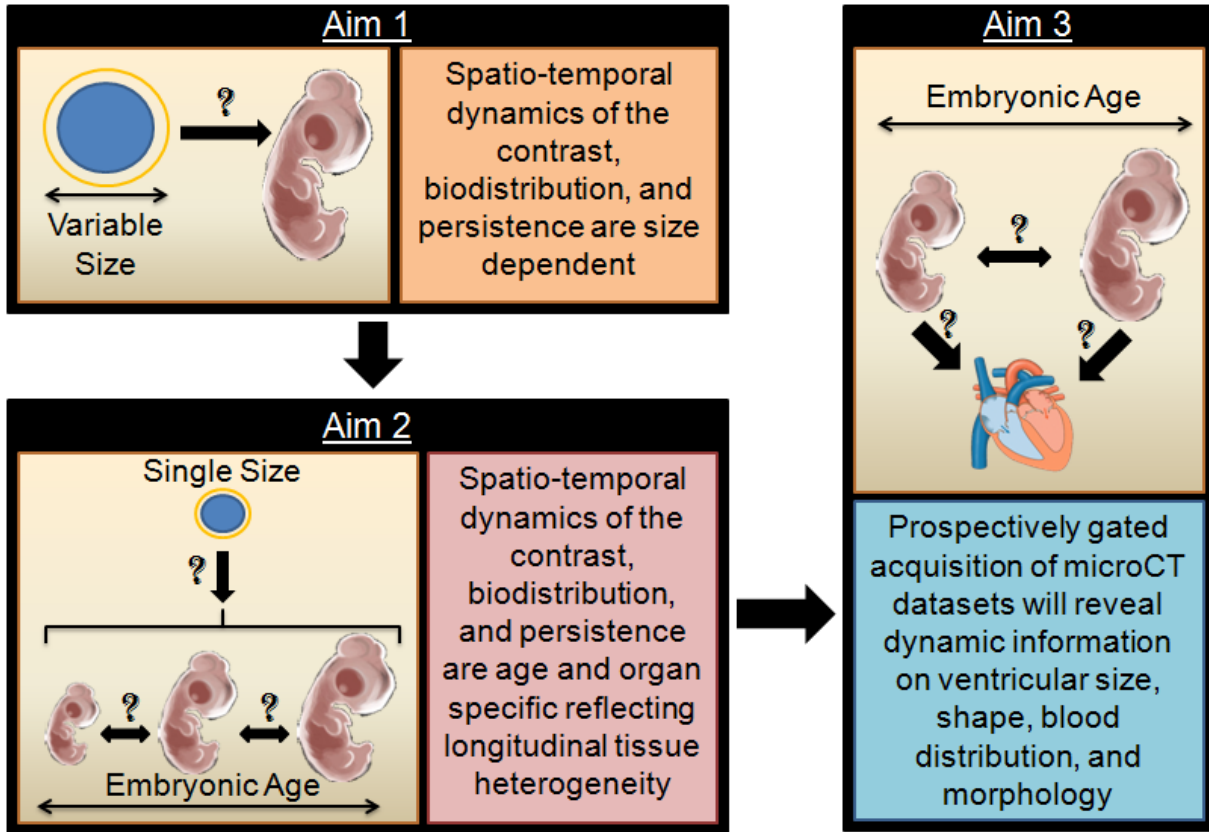 Aim 1
?
Variable
Size
Spatio-temporal
dynamics of the
contrast,
biodistribution, and
persistence are size
dependent
Aim 2
Single Size
?
? ?
Embryonic Age
Spatio-temporal
dynamics of the
contrast,
biodistribution,
and persistence
are age and organ
specific reflecting
longitudinal tissue
heterogeneity
Aim 3
Embryonic Age
?
? ?
Prospectively gated
acquisition of microCT
datasets will reveal
dynamic information
on ventricular size,
shape, blood
distribution, and
morphology